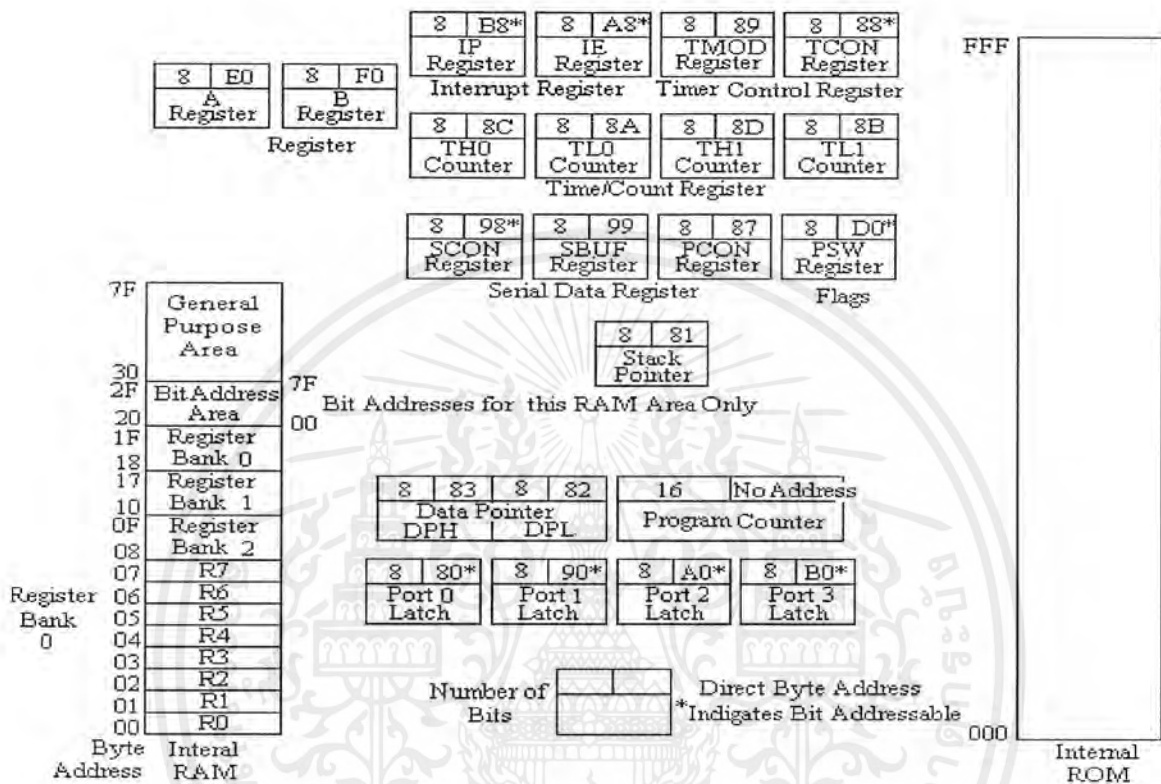 8 B8* 8 A8* 8 89 8 88*
IP Register IE Register TMOD Register TCON Register
Interrupt Register Timer Control Register
FFF
8 E0 8 F0
A Register B Register
Register
8 8C 8 8A 8 8D 8 8B
TH0 Counter TL0 Counter TH1 Counter TL1 Counter
Time/Count Register
8 98* 8 99 8 87 8 D0*
SCON Register SBUF Register PCON Register PSW Register
Serial Data Register Flags
7F
General
Purpose
Area
30
8 81
Stack
Pointer
2F Bit Address 7F
20 Area 00
Bit Addresses for this RAM Area Only
1F Register
18 Bank 0
17 Register
10 Bank 1
0F Register
08 Bank 2
8 83 8 82 16 No Address
Data Pointer Program Counter
DPH DPL
8 80* 8 90* 8 A0* 8 B0*
Port 0 Latch Port 1 Latch Port 2 Latch Port 3 Latch
Register
Bank
0
07 R7
06 R6
05 R5
04 R4
03 R3
02 R2
01 R1
00 R0
Byte Address
Interal RAM
Number of Bits
Direct Byte Address
*Indigates Bit Addressable
000
Internal
ROM